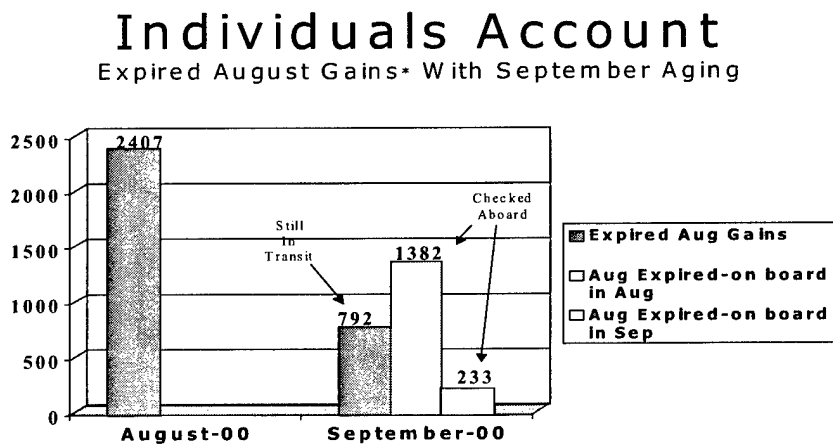 Individuals Account
Expired August Gains* With September Aging
2500
2000
1500
1000
500
0
2407
Still
In
Transit
Checked
Aboard
792
1382
233
August-00
September-00
Expired Aug Gains
Aug Expired-on board
in Aug
Aug Expired-on board
in Sep